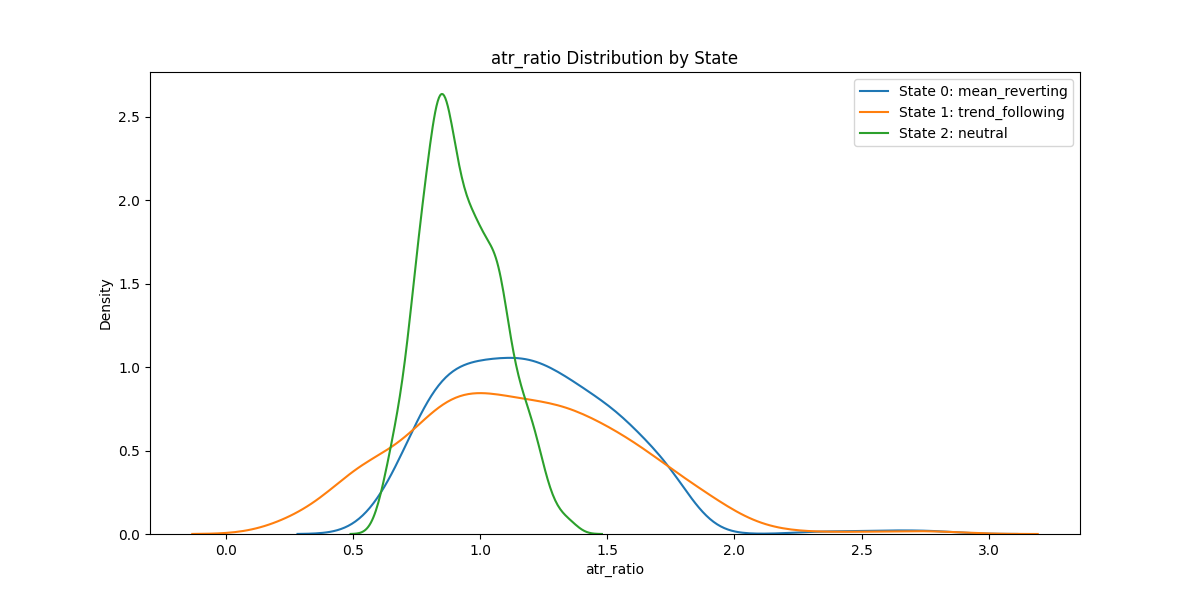 atr_ratio Distribution by State
State 0: mean_reverting
State 1: trend_following
State 2: neutral
Density
2.5
2.0
1.5
1.0
0.5
0.0
0.0 0.5 1.0 1.5 2.0 2.5 3.0
atr_ratio